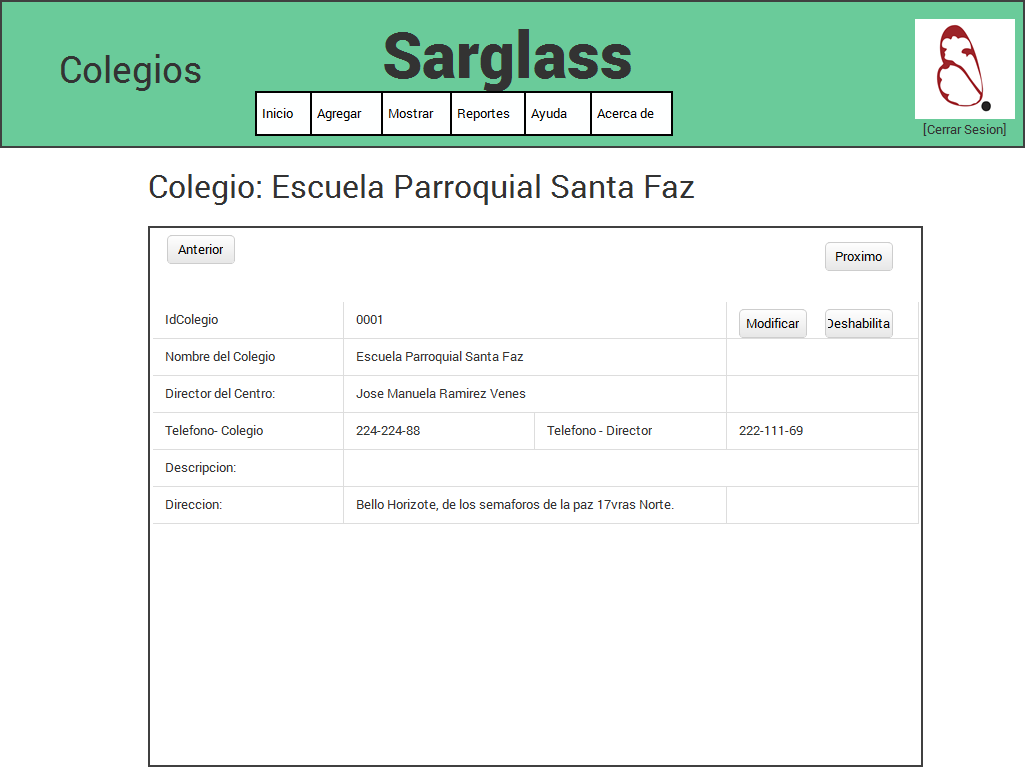 Colegios
Sarglass
Inicio Agregar Mostrar Reportes Ayuda Acerca de
[Cerrar Sesion]
Colegio: Escuela Parroquial Santa Faz
Anterior
Proximo
IdColegio 0001 Modificar Deshabilita
Nombre del Colegio Escuela Parroquial Santa Faz
Director del Centro: Jose Manuela Ramirez Venes
Telefono- Colegio 224-224-88 Telefono - Director 222-111-69
Descripcion:
Direccion: Bello Horizote, de los semaforos de la paz 17vras Norte.